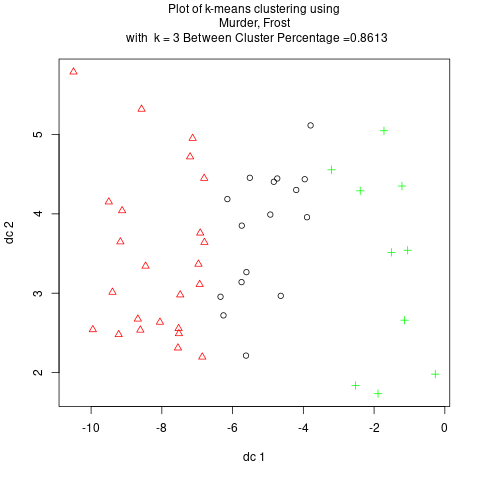 Plot of k-means clustering using
Murder, Frost
with  k = 3 Between Cluster Percentage =0.8613
5
4
3
2
dc 2
-10
-8
-6
-4
-2
0
dc 1